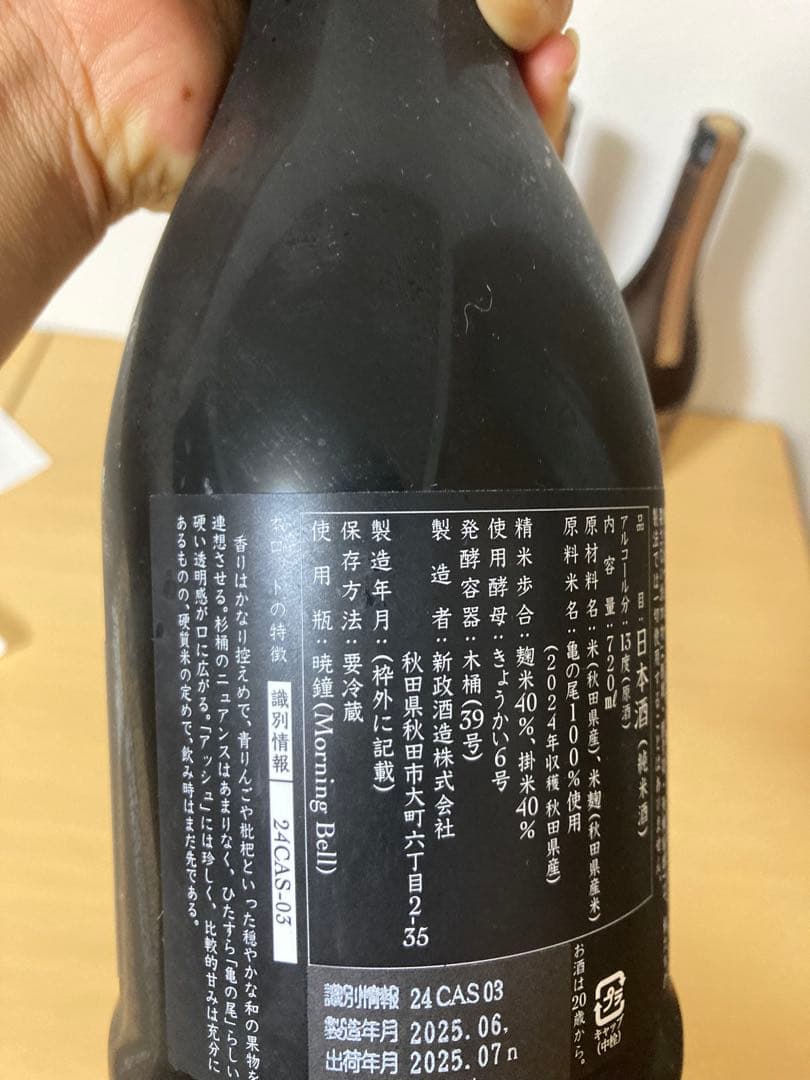 品目：日本酒（純米酒）
アルコール分：13度（原酒）
内容量：720㎖
原材料名：米（秋田県産）、米麹（秋田県産米）
原料米名：亀の尾100％使用
（2024年収穫 秋田県産）
精米歩合：麹米40％、掛米40％
使用酵母：きょうかい6号
発酵容器：木桶（39号）
製造者：新政酒造株式会社
秋田県秋田市大町六丁目2-35
製造年月：（枠外に記載）
保存方法：要冷蔵
使用瓶：暁鐘(Morning Bell)
お酒は20歳から。
プラ
キャップ
(中栓)
識別情報 24CAS03
製造年月 2025.06,
出荷年月 2025.07n
本ロットの特徴 識別情報 24CAS-03
香りはかなり控えめで、青りんごや枇杷といった穏やかな和の果物を
連想させる。杉桶のニュアンスはあまりなく、ひたすら「亀の尾」らしい
硬い透明感が口に広がる。「アッシュ」には珍しく、比較的甘みは充分に
あるものの、硬質米の定めで、飲み時はまだ先である。